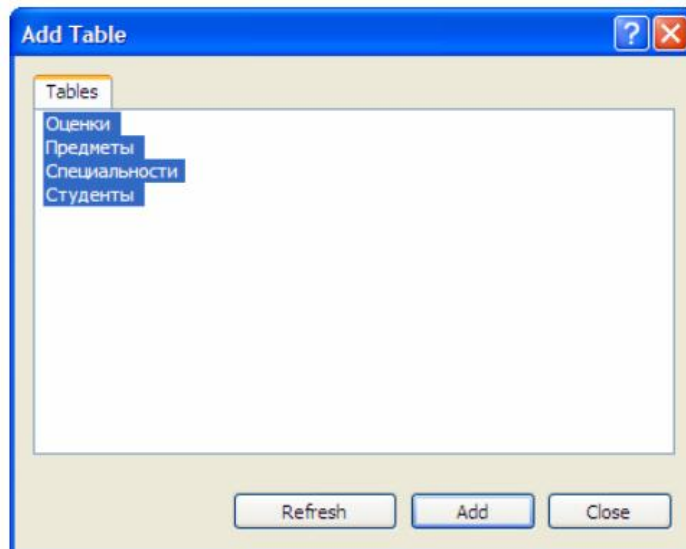 Add Table
Tables
Оценки
Предметы
Специальности
Студенты
Refresh Add Close